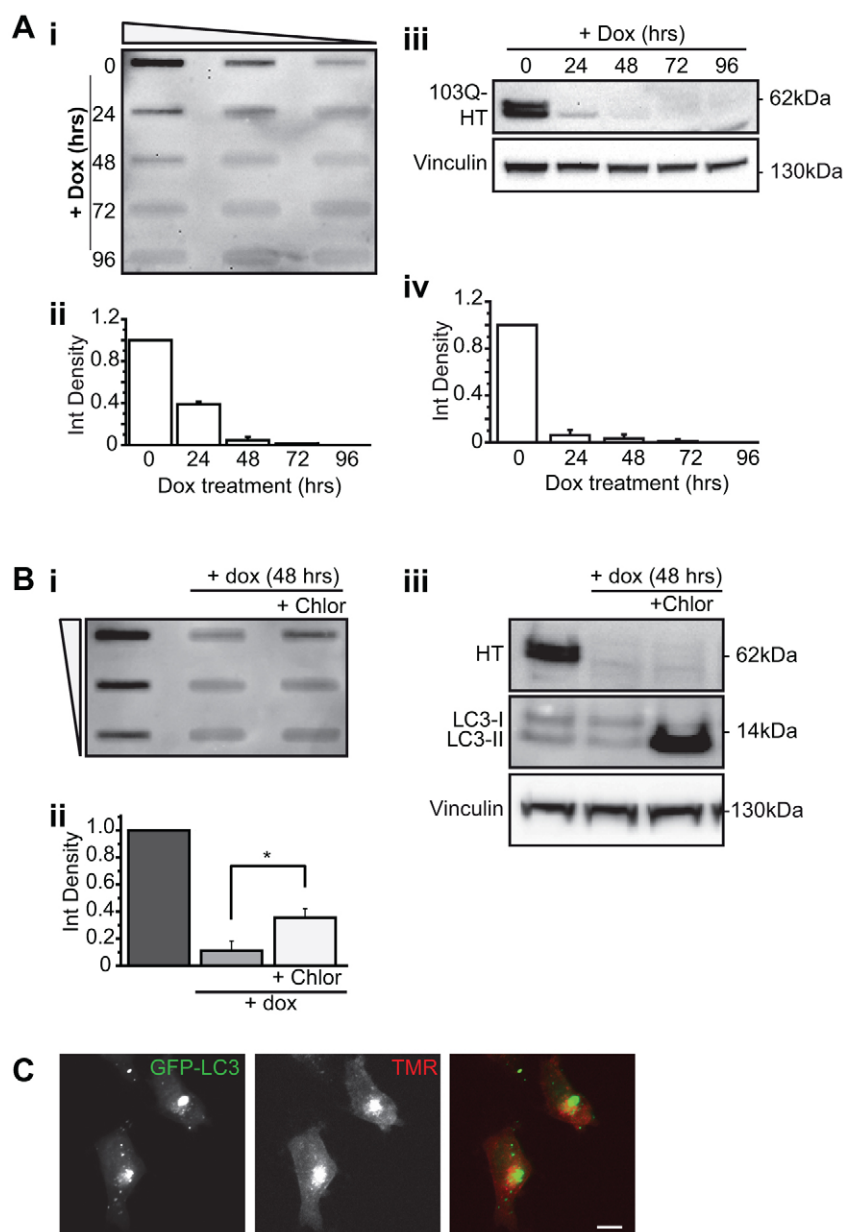 A
i
0
24
48
72
96
+ Dox (hrs)
ii
Int Density
1.2
0.8
0.4
0
0 24 48 72 96
Dox treatment (hrs)
iii
+ Dox (hrs)
0 24 48 72 96
103Q-
HT
62kDa
Vinculin
130kDa
iv
Int Density
1.2
0.8
0.4
0
0 24 48 72 96
Dox treatment (hrs)
B
i
+ dox (48 hrs)
+ Chlor
ii
Int Density
1.0
0.8
0.6
0.4
0.2
0
*
+ Chlor
+ dox
iii
+ dox (48 hrs)
+Chlor
HT
62kDa
LC3-I
LC3-II
14kDa
Vinculin
130kDa
C
GFP-LC3
TMR